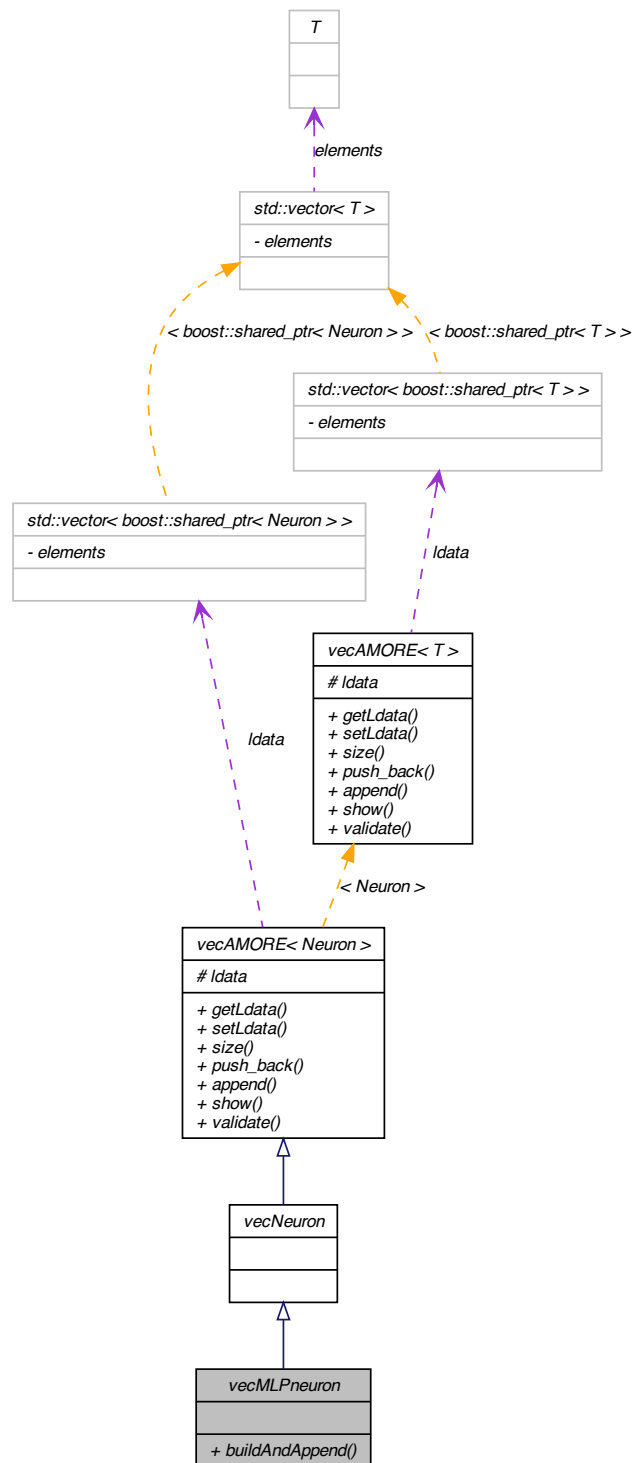 T
elements
std::vector< T >
- elements
< boost::shared_ptr< Neuron > >
< boost::shared_ptr< T > >
std::vector< boost::shared_ptr< T > >
- elements
std::vector< boost::shared_ptr< Neuron > >
- elements
ldata
vecAMORE< T >
# ldata
+ getLdata()
+ setLdata()
+ size()
+ push_back()
+ append()
+ show()
+ validate()
ldata
< Neuron >
vecAMORE< Neuron >
# ldata
+ getLdata()
+ setLdata()
+ size()
+ push_back()
+ append()
+ show()
+ validate()
vecNeuron
vecMLPneuron
+ buildAndAppend()